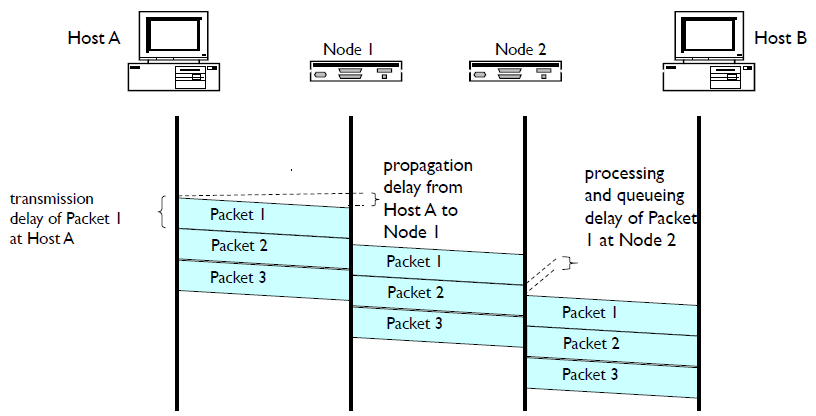 Host A
Node 1
Node 2
Host B
transmission
delay of Packet 1
at Host A
propagation
delay from
Host A to
Node 1
processing
and queueing
delay of Packet
1 at Node 2
Packet 1
Packet 2
Packet 3
Packet 1
Packet 2
Packet 3
Packet 1
Packet 2
Packet 3